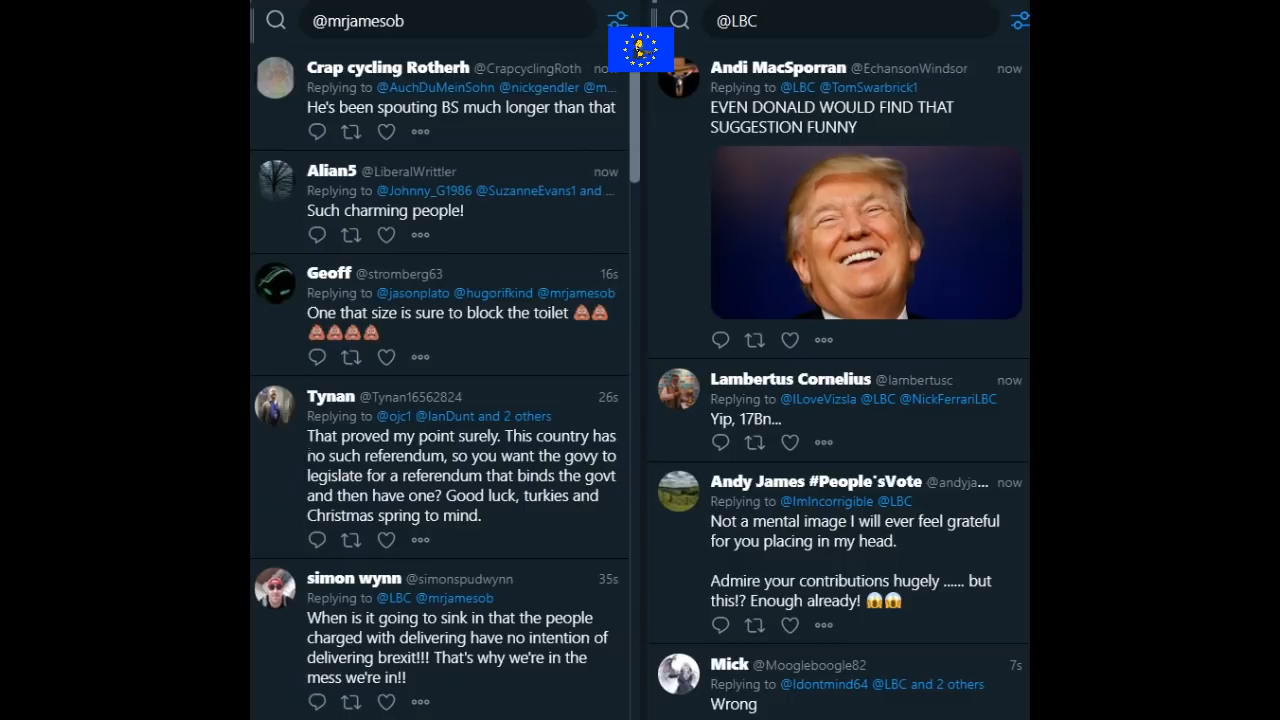 @mrjamesob
Crap cycling Rotherh @CrapcyclingRoth
Replying to @AuchDuMeinSohn @nickgendler @m...
He's been spouting BS much longer than that
Alian5 @LiberalWrittler now
Replying to @Johnny_G1986 @SuzanneEvans1 and ...
Such charming people!
Geoff @stromberg63 16s
Replying to @jasonplato @hugorifkind @mrjamesob
One that size is sure to block the toilet 💩💩
💩💩💩💩
Tynan @Tynan16562824 26s
Replying to @ojc1 @IanDunt and 2 others
That proved my point surely. This country has
no such referendum, so you want the govy to
legislate for a referendum that binds the govt
and then have one? Good luck, turkies and
Christmas spring to mind.
simon wynn @simonspudwynn 35s
Replying to @LBC @mrjamesob
When is it going to sink in that the people
charged with delivering have no intention of
delivering brexit!!! That's why we're in the
mess we're in!!
@LBC
Andi MacSporran @EchansonWindsor now
Replying to @LBC @TomSwarbrick1
EVEN DONALD WOULD FIND THAT
SUGGESTION FUNNY
Lambertus Cornelius @lambertusc now
Replying to @ILoveVizsla @LBC @NickFerrariLBC
Yip, 17Bn...
Andy James #People`sVote @andyja... now
Replying to @ImIncorrigible @LBC
Not a mental image I will ever feel grateful
for you placing in my head.
Admire your contributions hugely ...... but
this!? Enough already! 😱😱
Mick @Moogleboogle82 7s
Replying to @Idontmind64 @LBC and 2 others
Wrong